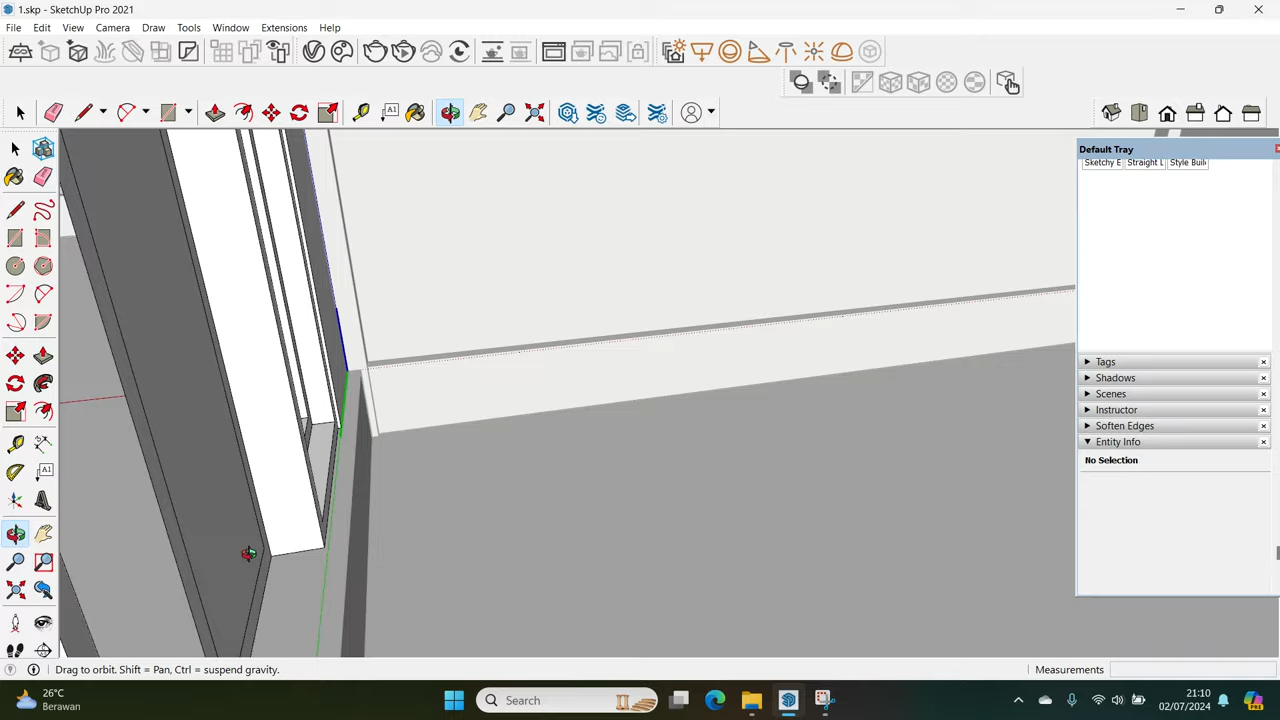 1.skp - SketchUp Pro 2021
File Edit View Camera Draw Tools Window Extensions Help
A1
Default Tray
Sketchy E Straight L Style Buil
Tags
Shadows
Scenes
Instructor
Soften Edges
Entity Info
No Selection
A1
Drag to orbit. Shift = Pan, Ctrl = suspend gravity.
Measurements
26°C
Berawan
Search
21:10
02/07/2024